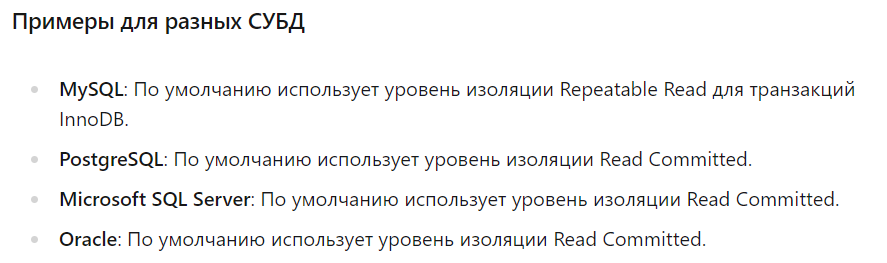 Примеры для разных СУБД
MySQL: По умолчанию использует уровень изоляции Repeatable Read для транзакций
InnoDB.
PostgreSQL: По умолчанию использует уровень изоляции Read Committed.
Microsoft SQL Server: По умолчанию использует уровень изоляции Read Committed.
Oracle: По умолчанию использует уровень изоляции Read Committed.